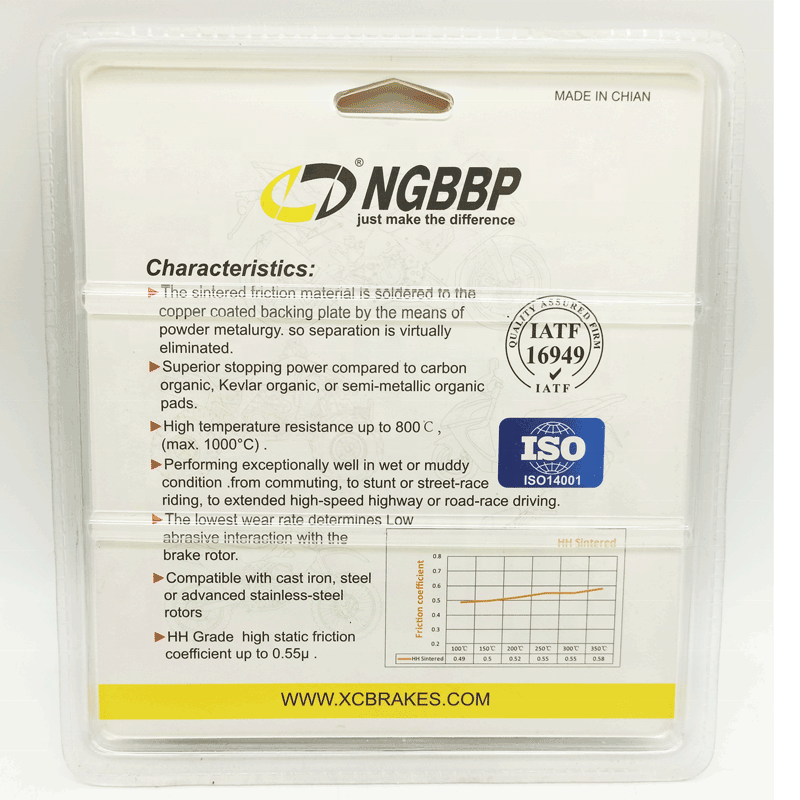 MADE IN CHIAN
®
NGBBP
just make the difference
Characteristics:
The sintered friction material is soldered to the
copper coated backing plate by the means of
powder metalurgy. so separation is virtually
eliminated.
Superior stopping power compared to carbon
organic, Kevlar organic, or semi-metallic organic
pads.
High temperature resistance up to 800℃,
(max. 1000°C) .
Performing exceptionally well in wet or muddy
condition .from commuting, to stunt or street-race
riding, to extended high-speed highway or road-race driving.
The lowest wear rate determines Low
abrasive interaction with the
brake rotor.
Compatible with cast iron, steel
or advanced stainless-steel
rotors
HH Grade high static friction
coefficient up to 0.55μ .
QUALITY ASSURED FIRM
IATF
16949
IATF
ISO
ISO14001
HH Sintered
Friction coefficient
0.8
0.7
0.6
0.5
0.4
0.3
0.2
100℃ 150℃ 200℃ 250℃ 300℃ 350℃
HH Sintered 0.49 0.5 0.52 0.55 0.55 0.58
WWW.XCBRAKES.COM